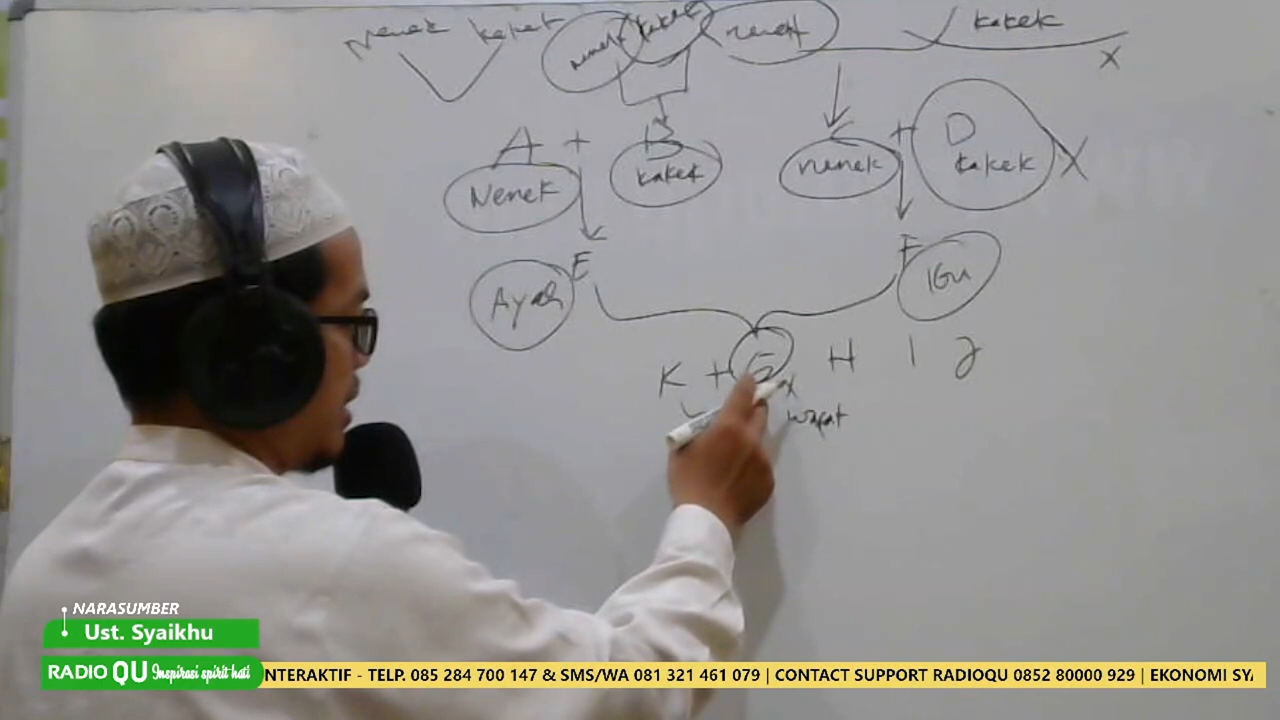 Nenek kakek nenek kakek nenek kakek
X
A + B C + D
Nenek kakek nenek kakek X
E F
Ayah Ibu
K + G H I J
X
wafat
NARASUMBER
Ust. Syaikhu
RADIO QU Inspirasi spirit hati NTERAKTIF - TELP. 085 284 700 147 & SMS/WA 081 321 461 079 | CONTACT SUPPORT RADIOQU 0852 80000 929 | EKONOMI SYA